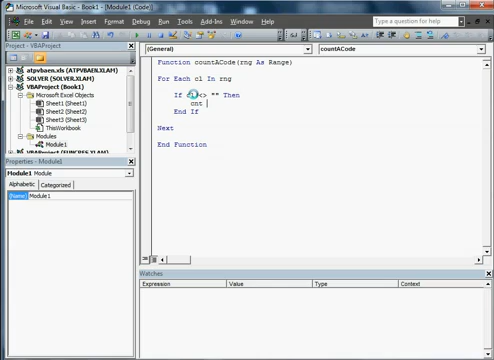 Microsoft Visual Basic - Book1 - [Module1 (Code)]
File Edit View Insert Format Debug Run Tools Add-Ins Window Help
Type a question for help
Project - VBAProject
(General)
countACode
atpvbaen.xls (ATPVBAEN.XLAM)
SOLVER (SOLVER.XLAM)
VBAProject (Book1)
Microsoft Excel Objects
Sheet1 (Sheet1)
Sheet2 (Sheet2)
Sheet3 (Sheet3)
ThisWorkbook
Modules
Module1
VBAProject (FUNCRES.XLAM)
Function countACode(rng As Range)
For Each cl In rng
If <> "" Then
cnt
End If
Next
End Function
Properties - Module1
Module1 Module
Alphabetic Categorized
(Name) Module1
Watches
Expression Value Type Context